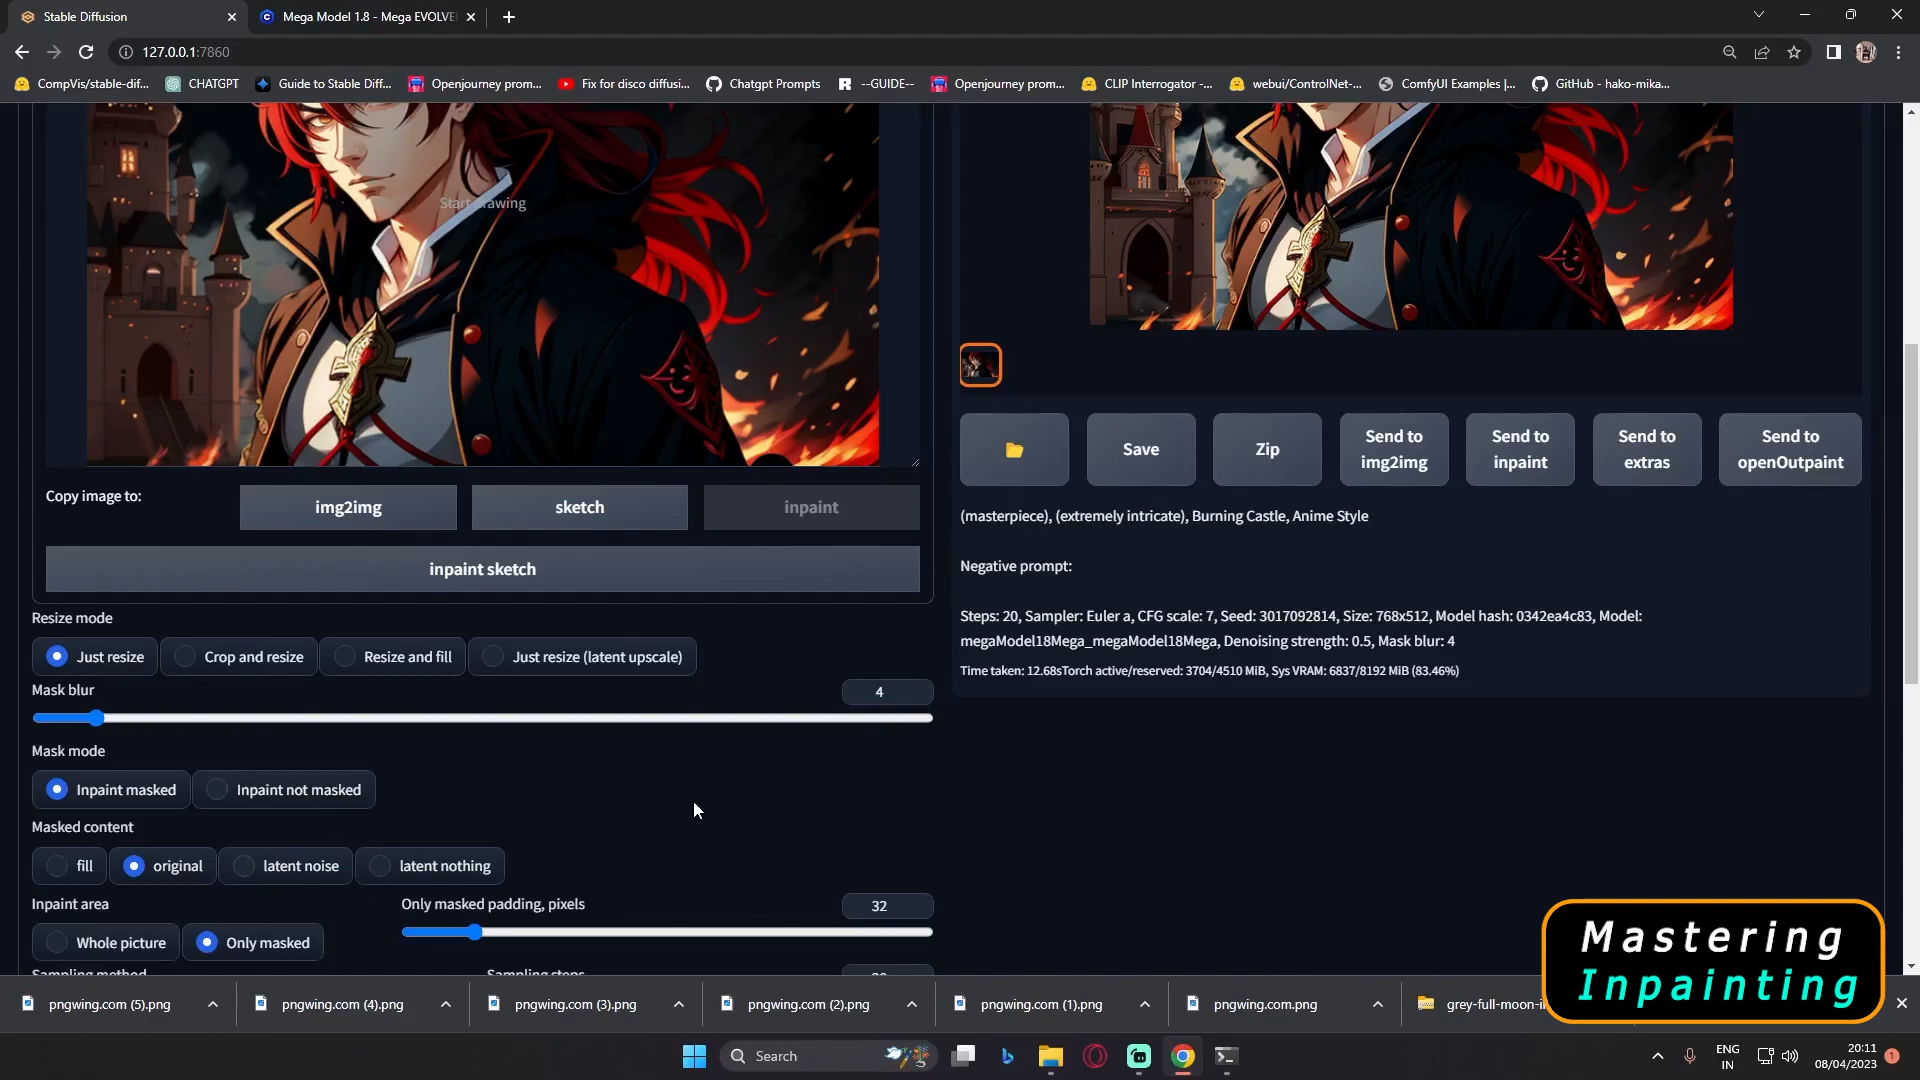 Stable Diffusion
Mega Model 1.8 - Mega EVOLVE
127.0.0.1:7860
CompVis/stable-dif...
CHATGPT
Guide to Stable Diff...
Openjourney prom...
Fix for disco diffusi...
Chatgpt Prompts
--GUIDE--
Openjourney prom...
CLIP Interrogator -...
webui/ControlNet-...
ComfyUI Examples |...
GitHub - hako-mika...
Start drawing
Copy image to:
img2img
sketch
inpaint
inpaint sketch
Save
Zip
Send to
img2img
Send to
inpaint
Send to
extras
Send to
openOutpaint
(masterpiece), (extremely intricate), Burning Castle, Anime Style
Negative prompt:
Steps: 20, Sampler: Euler a, CFG scale: 7, Seed: 3017092814, Size: 768x512, Model hash: 0342ea4c83, Model:
megaModel18Mega_megaModel18Mega, Denoising strength: 0.5, Mask blur: 4
Time taken: 12.68sTorch active/reserved: 3704/4510 MiB, Sys VRAM: 6837/8192 MiB (83.46%)
Resize mode
Just resize
Crop and resize
Resize and fill
Just resize (latent upscale)
Mask blur
4
Mask mode
Inpaint masked
Inpaint not masked
Masked content
fill
original
latent noise
latent nothing
Inpaint area
Only masked padding, pixels
32
Whole picture
Only masked
Sampling method
Sampling steps
20
Mastering
Inpainting
pngwing.com (5).png
pngwing.com (4).png
pngwing.com (3).png
pngwing.com (2).png
pngwing.com (1).png
pngwing.com.png
grey-full-moon-i
Search
ENG
IN
20:11
08/04/2023
1